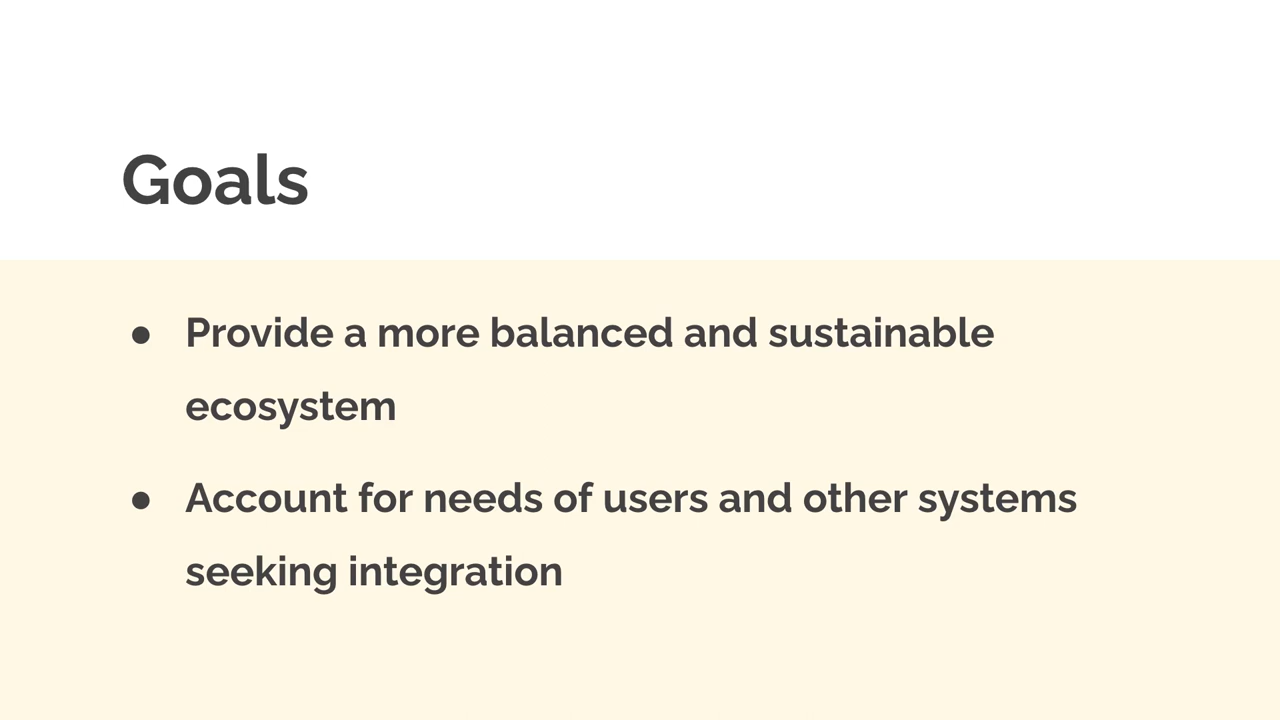 Goals
● Provide a more balanced and sustainable
ecosystem
● Account for needs of users and other systems
seeking integration